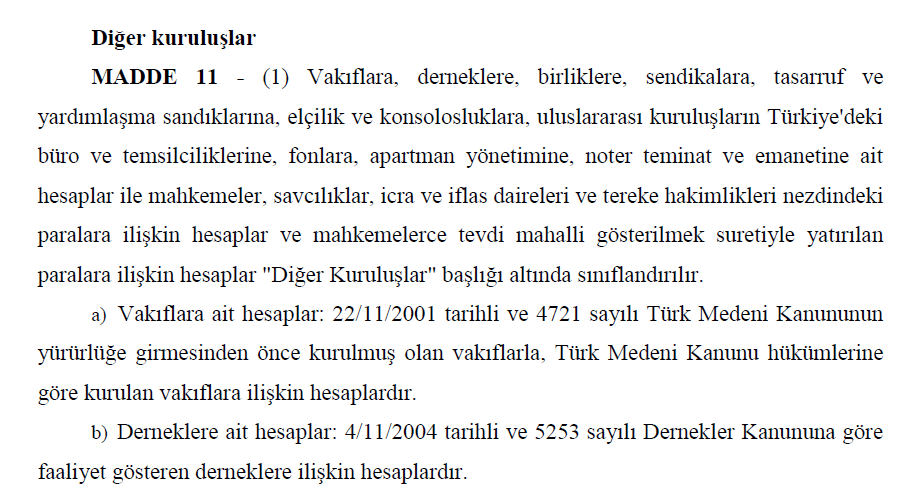 Diğer kuruluşlar
MADDE 11 - (1) Vakıflara, derneklere, birliklere, sendikalara, tasarruf ve
yardımlaşma sandıklarına, elçilik ve konsolosluklara, uluslararası kuruluşların Türkiye'deki
büro ve temsilciliklerine, fonlara, apartman yönetimine, noter teminat ve emanetine ait
hesaplar ile mahkemeler, savcılıklar, icra ve iflas daireleri ve tereke hakimlikleri nezdindeki
paralara ilişkin hesaplar ve mahkemelerce tevdi mahalli gösterilmek suretiyle yatırılan
paralara ilişkin hesaplar "Diğer Kuruluşlar" başlığı altında sınıflandırılır.
a) Vakıflara ait hesaplar: 22/11/2001 tarihli ve 4721 sayılı Türk Medeni Kanununun
yürürlüğe girmesinden önce kurulmuş olan vakıflarla, Türk Medeni Kanunu hükümlerine
göre kurulan vakıflara ilişkin hesaplardır.
b) Derneklere ait hesaplar: 4/11/2004 tarihli ve 5253 sayılı Dernekler Kanununa göre
faaliyet gösteren derneklere ilişkin hesaplardır.